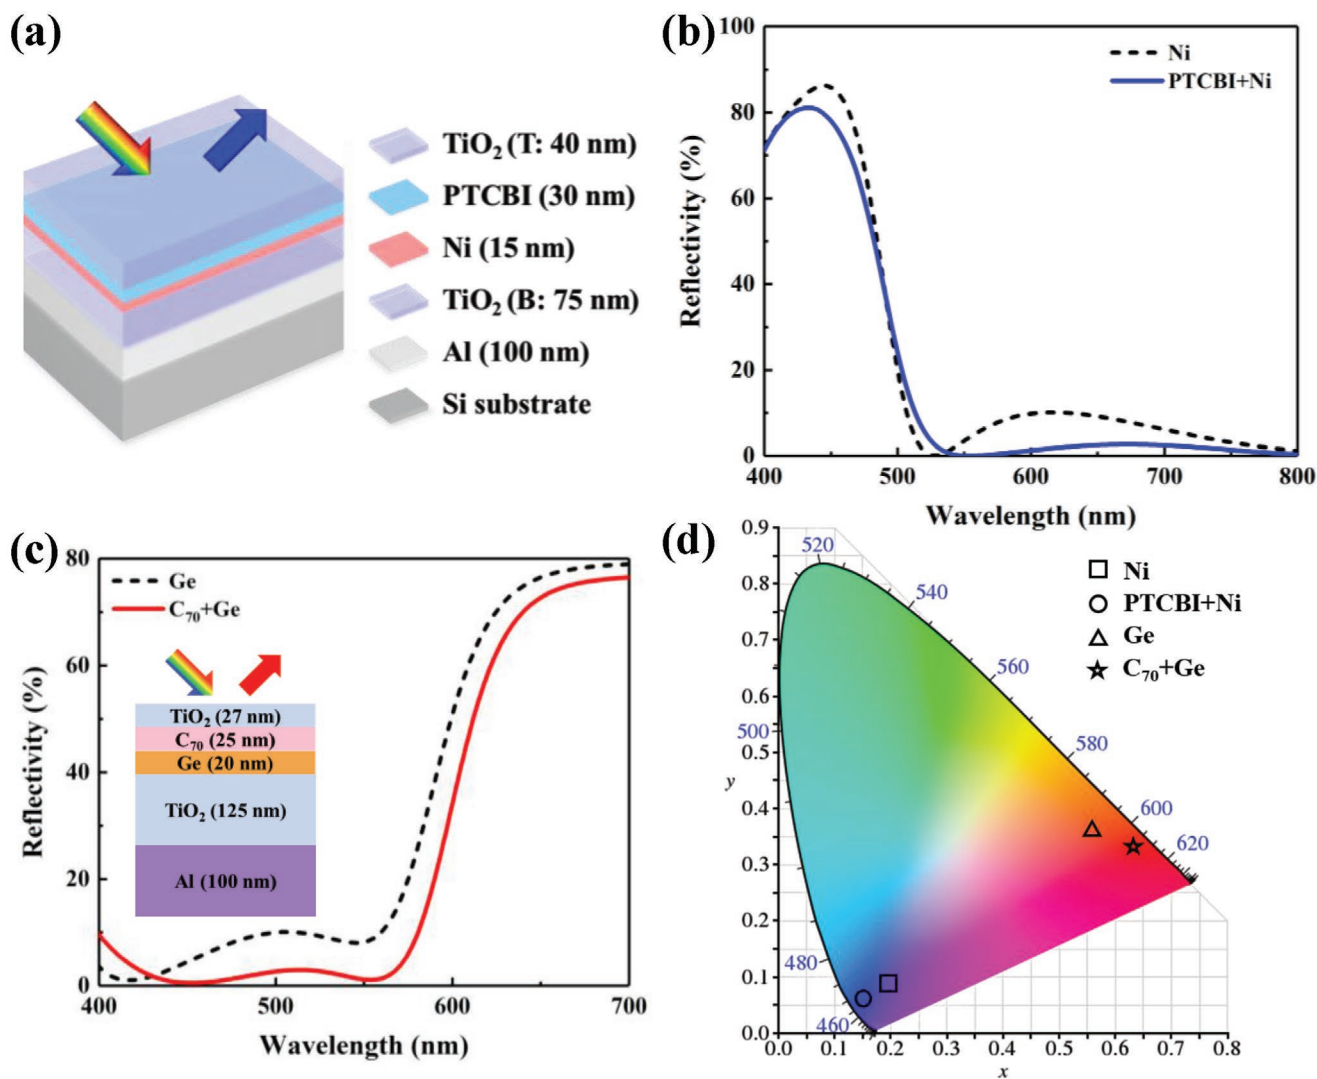 (a)
TiO₂ (T: 40 nm)
PTCBI (30 nm)
Ni (15 nm)
TiO₂ (B: 75 nm)
Al (100 nm)
Si substrate
(b)
100
80
60
40
20
0
Reflectivity (%)
Ni
PTCBI+Ni
400
500
600
700
800
Wavelength (nm)
(c)
80
60
40
20
0
Reflectivity (%)
Ge
C₇₀+Ge
TiO₂ (27 nm)
C₇₀ (25 nm)
Ge (20 nm)
TiO₂ (125 nm)
Al (100 nm)
400
500
600
700
Wavelength (nm)
(d)
0.9
0.8
0.7
0.6
0.5
0.4
0.3
0.2
0.1
0.0
y
520
540
560
580
600
620
500
480
460
Ni
PTCBI+Ni
Ge
C₇₀+Ge
0.0
0.1
0.2
0.3
0.4
0.5
0.6
0.7
0.8
x